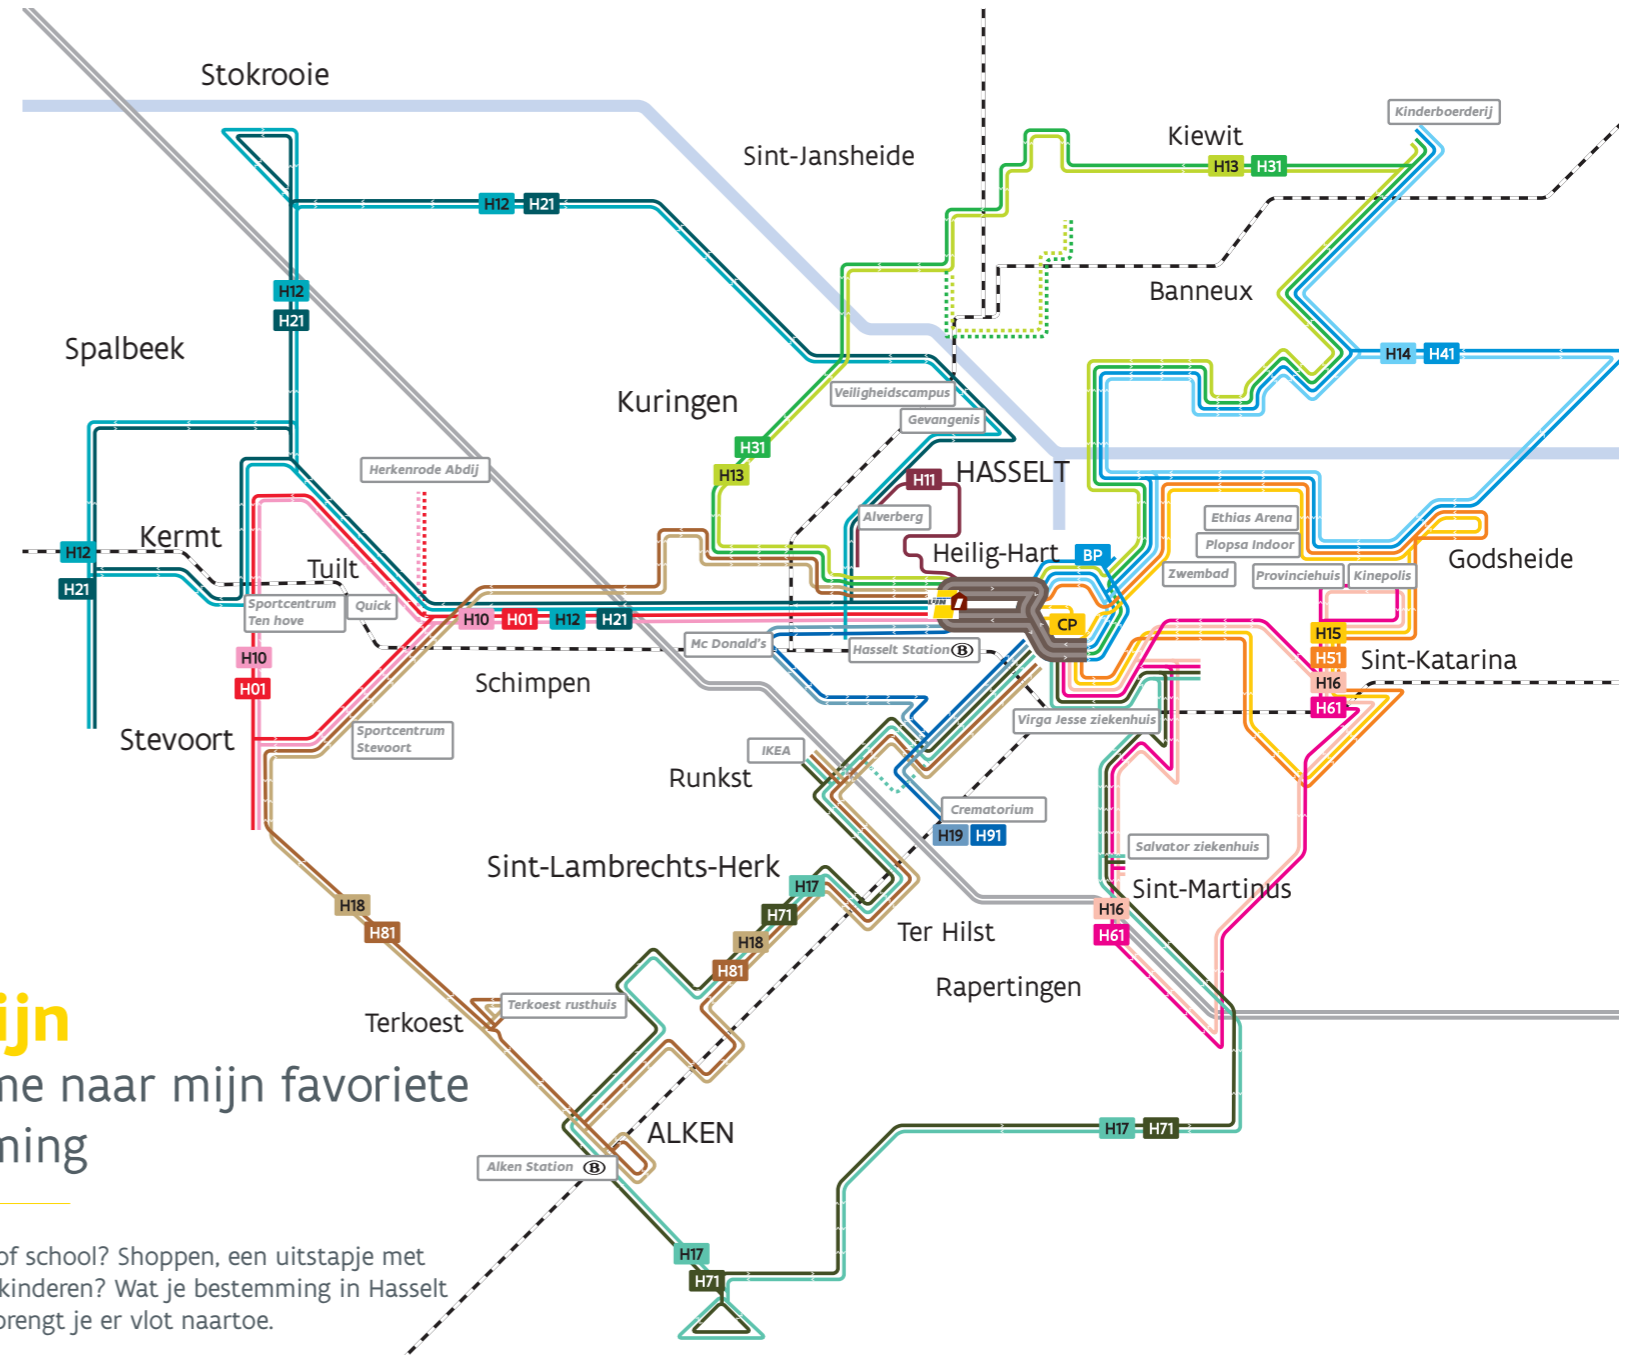 Stokrooie
Kinderboerderij
Kiewit
Sint-Jansheide
H13 H31
H12 H21
H12
H21
Banneux
Spalbeek
H14 H41
Kuringen
Veiligheidscampus
Gevangenis
H31
H13
Herkenrode Abdij
HASSELT
H11
Alverberg
Ethias Arena
Plopsa Indoor
Kermt
H12
H21
Tuilt
Heilig-Hart
BP
Godsheide
Zwembad
Provinciehuis
Kinepolis
Sportcentrum
Ten hove
Quick
H10 H01 H12 H21
CP
H15
H51
H16
H61
Sint-Katarina
Mc Donald's
Hasselt Station B
H10
H01
Schimpen
Stevoort
Sportcentrum
Stevoort
Virga Jesse ziekenhuis
IKEA
Runkst
Crematorium
H19 H91
Salvator ziekenhuis
Sint-Lambrechts-Herk
Sint-Martinus
H17
H71
H18
H81
H16
H61
H18
H81
Ter Hilst
Rapertingen
Terkoest
Terkoest rusthuis
ijn
me naar mijn favoriete
ming
ALKEN
H17 H71
Alken Station B
H17
H71
of school? Shoppen, een uitstapje met
kinderen? Wat je bestemming in Hasselt
brengt je er vlot naartoe.